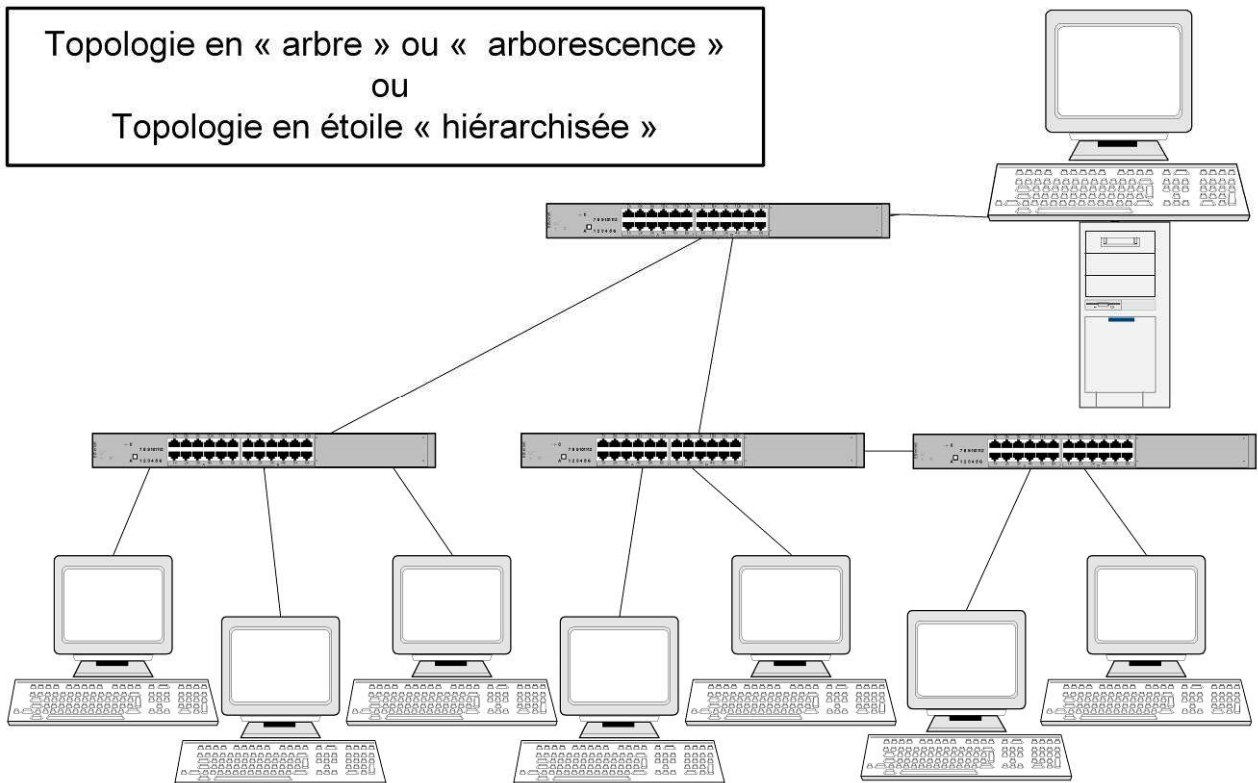 Topologie en « arbre » ou «  arborescence »
ou
Topologie en étoile « hiérarchisée »